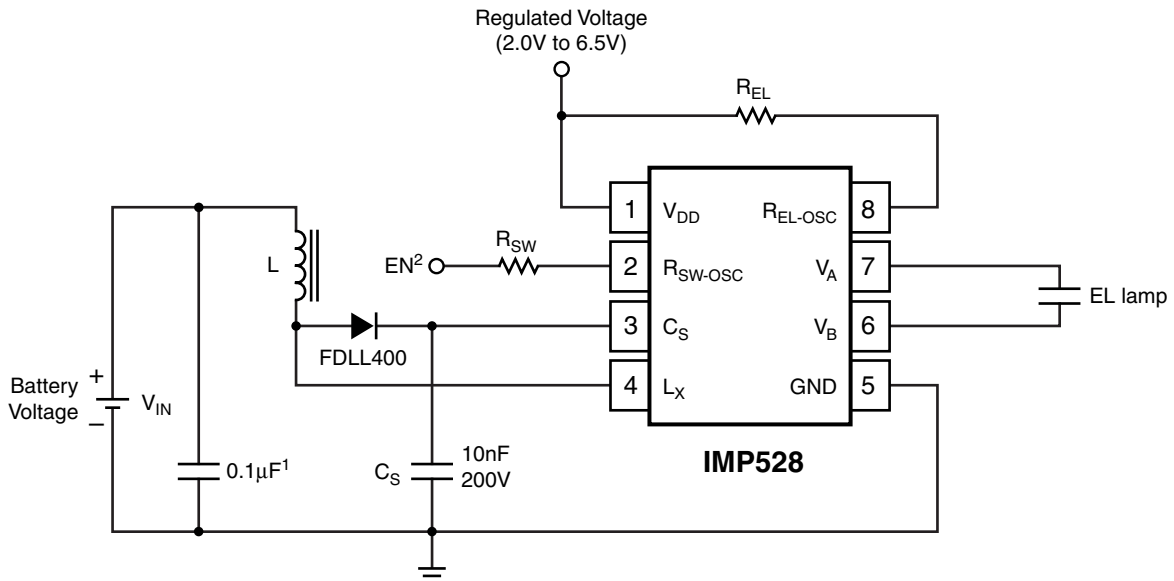 Regulated Voltage
(2.0V to 6.5V)
R_EL
1 V_DD R_EL-OSC 8
R_SW
EN² 2 R_SW-OSC V_A 7
L
EL lamp
3 C_S V_B 6
FDLL400
4 L_X GND 5
Battery
Voltage
+
−
V_IN
IMP528
0.1μF¹
C_S
10nF
200V